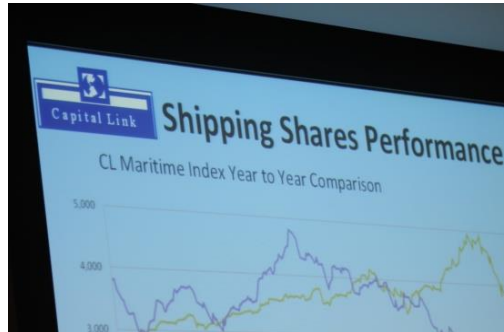 Capital Link
Shipping Shares Performance
CL Maritime Index Year to Year Comparison
5,000
4,000
3,000